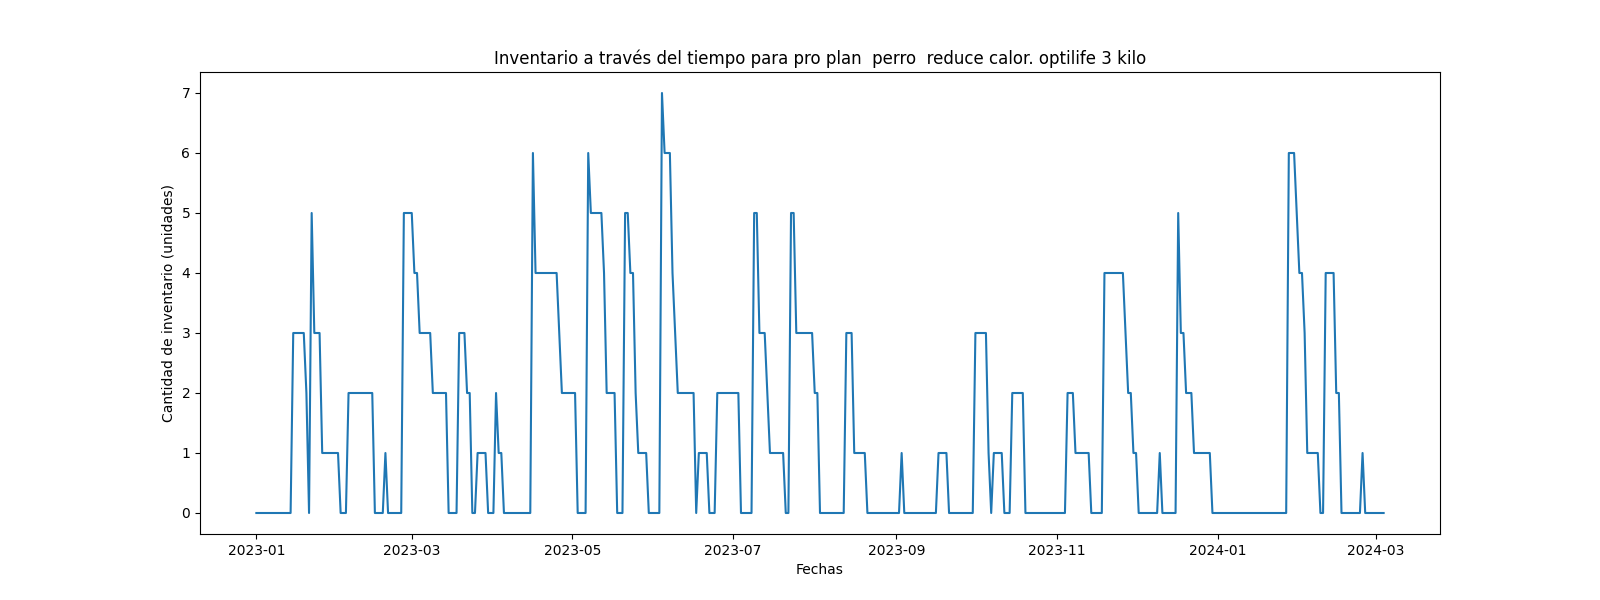 Inventario a través del tiempo para pro plan  perro  reduce calor. optilife 3 kilo
Cantidad de inventario (unidades)
7
6
5
4
3
2
1
0
2023-01 2023-03 2023-05 2023-07 2023-09 2023-11 2024-01 2024-03
Fechas